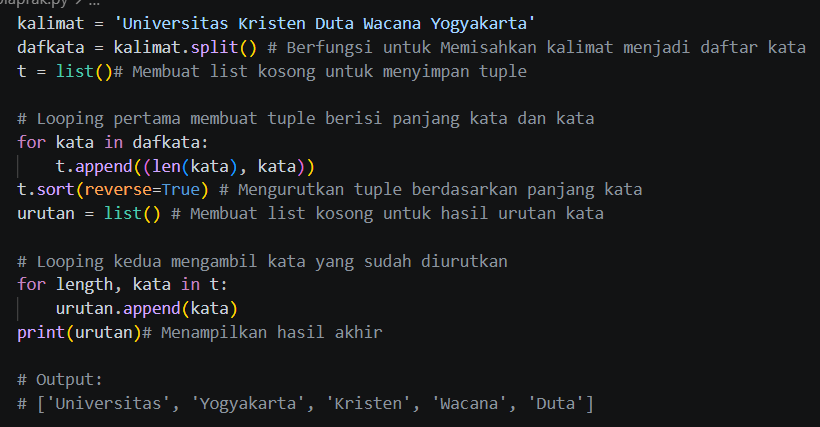 laprak.py > ...
kalimat = 'Universitas Kristen Duta Wacana Yogyakarta'
dafkata = kalimat.split() # Berfungsi untuk Memisahkan kalimat menjadi daftar kata
t = list()# Membuat list kosong untuk menyimpan tuple
# Looping pertama membuat tuple berisi panjang kata dan kata
for kata in dafkata:
    t.append((len(kata), kata))
t.sort(reverse=True) # Mengurutkan tuple berdasarkan panjang kata
urutan = list() # Membuat list kosong untuk hasil urutan kata
# Looping kedua mengambil kata yang sudah diurutkan
for length, kata in t:
    urutan.append(kata)
print(urutan)# Menampilkan hasil akhir
# Output:
# ['Universitas', 'Yogyakarta', 'Kristen', 'Wacana', 'Duta']